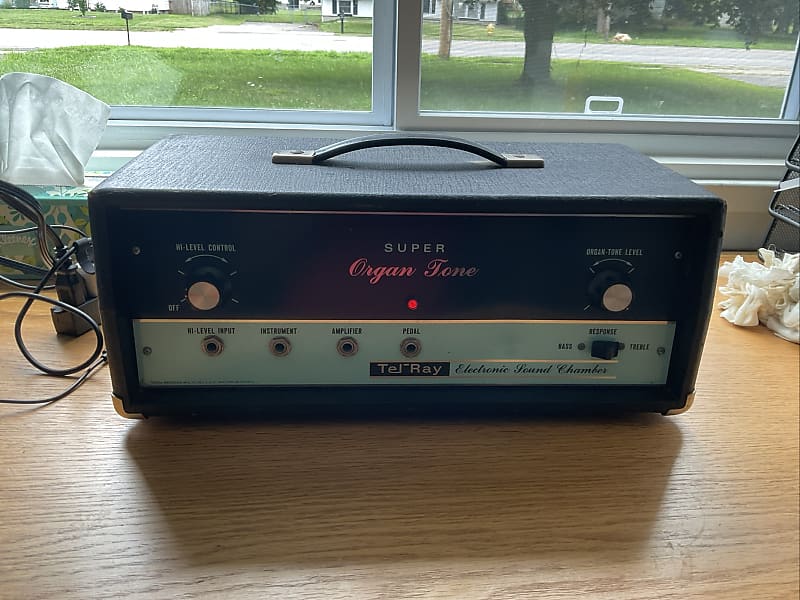 SUPER
Organ Tone
HI-LEVEL CONTROL
OFF
ORGAN-TONE LEVEL
HI-LEVEL INPUT
INSTRUMENT
AMPLIFIER
PEDAL
RESPONSE
BASS
TREBLE
Tel-Ray Electronic Sound Chamber